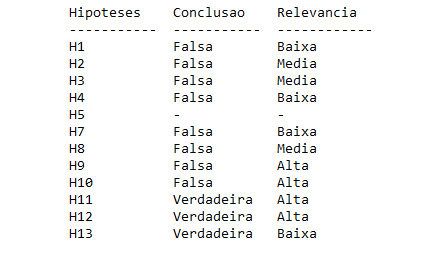 Hipoteses    Conclusao    Relevancia
-----------  -----------  ------------
H1           Falsa        Baixa
H2           Falsa        Media
H3           Falsa        Media
H4           Falsa        Baixa
H5           -            -
H7           Falsa        Baixa
H8           Falsa        Media
H9           Falsa        Alta
H10          Falsa        Alta
H11          Verdadeira   Alta
H12          Verdadeira   Alta
H13          Verdadeira   Baixa